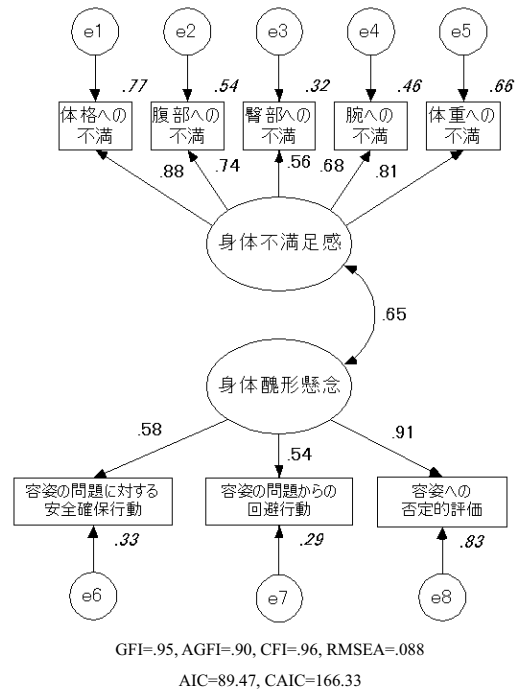 e1 e2 e3 e4 e5
.77 .54 .32 .46 .66
体格への
不満
腹部への
不満
臀部への
不満
腕への
不満
体重への
不満
.88 .74 .56 .68 .81
身体不満足感
.65
身体醜形懸念
.58 .54 .91
容姿の問題に対する
安全確保行動
容姿の問題からの
回避行動
容姿への
否定的評価
.33 .29 .83
e6 e7 e8
GFI=.95, AGFI=.90, CFI=.96, RMSEA=.088
AIC=89.47, CAIC=166.33